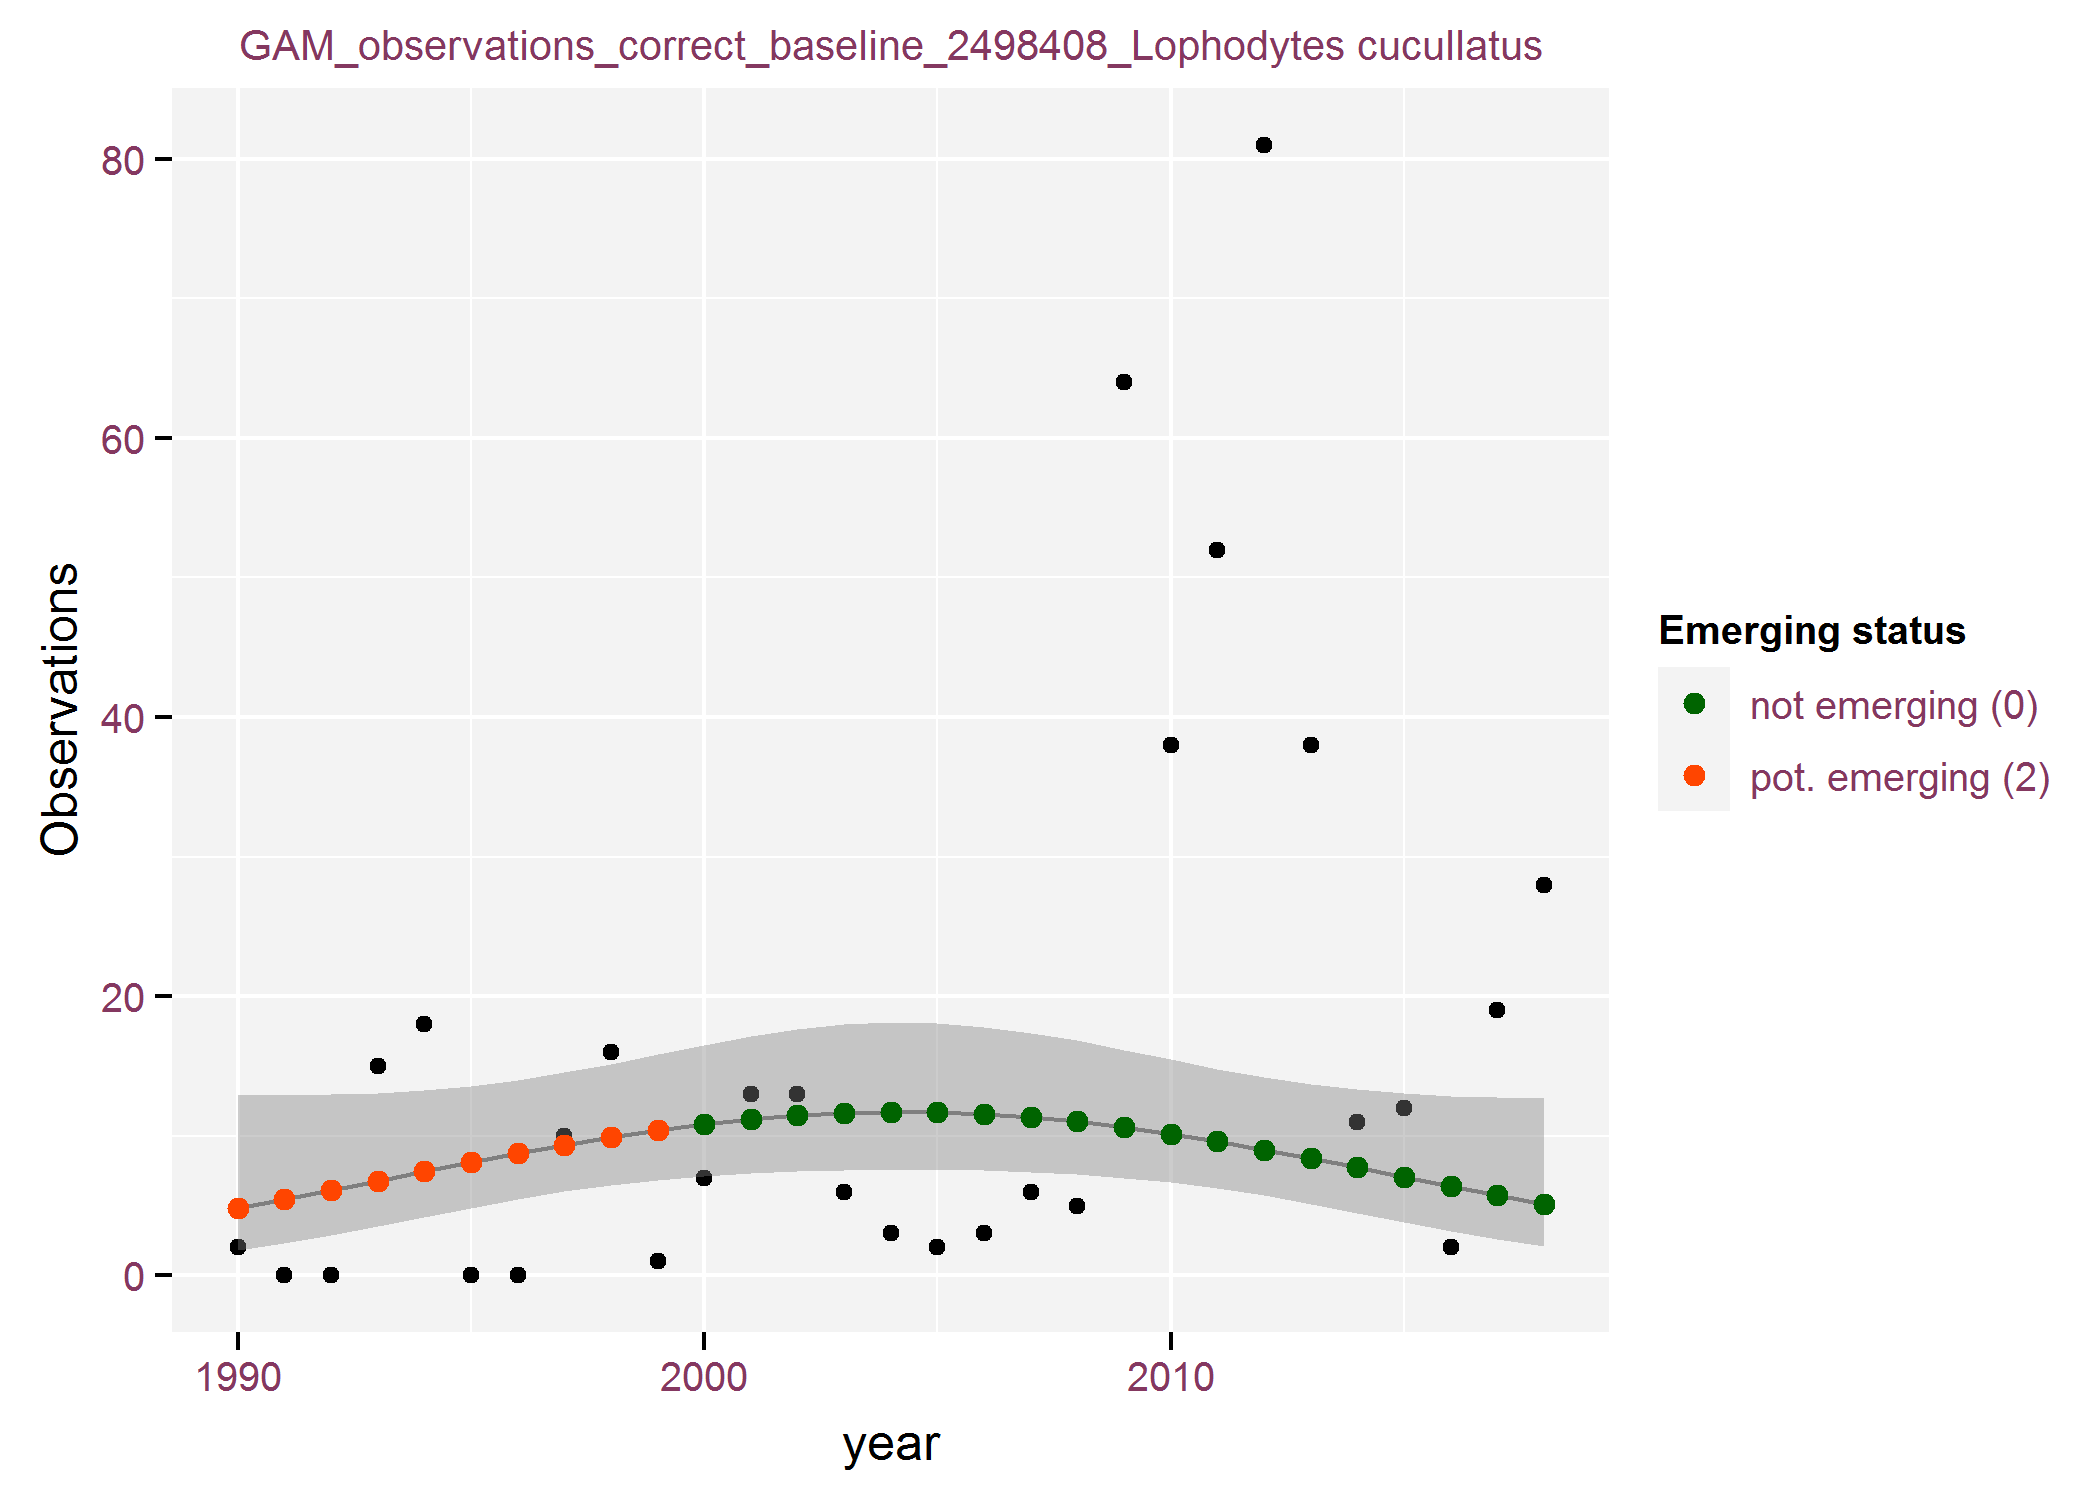 GAM_observations_correct_baseline_2498408_Lophodytes cucullatus
80
60
40
20
0
Observations
1990 2000 2010
year
Emerging status
not emerging (0)
pot. emerging (2)